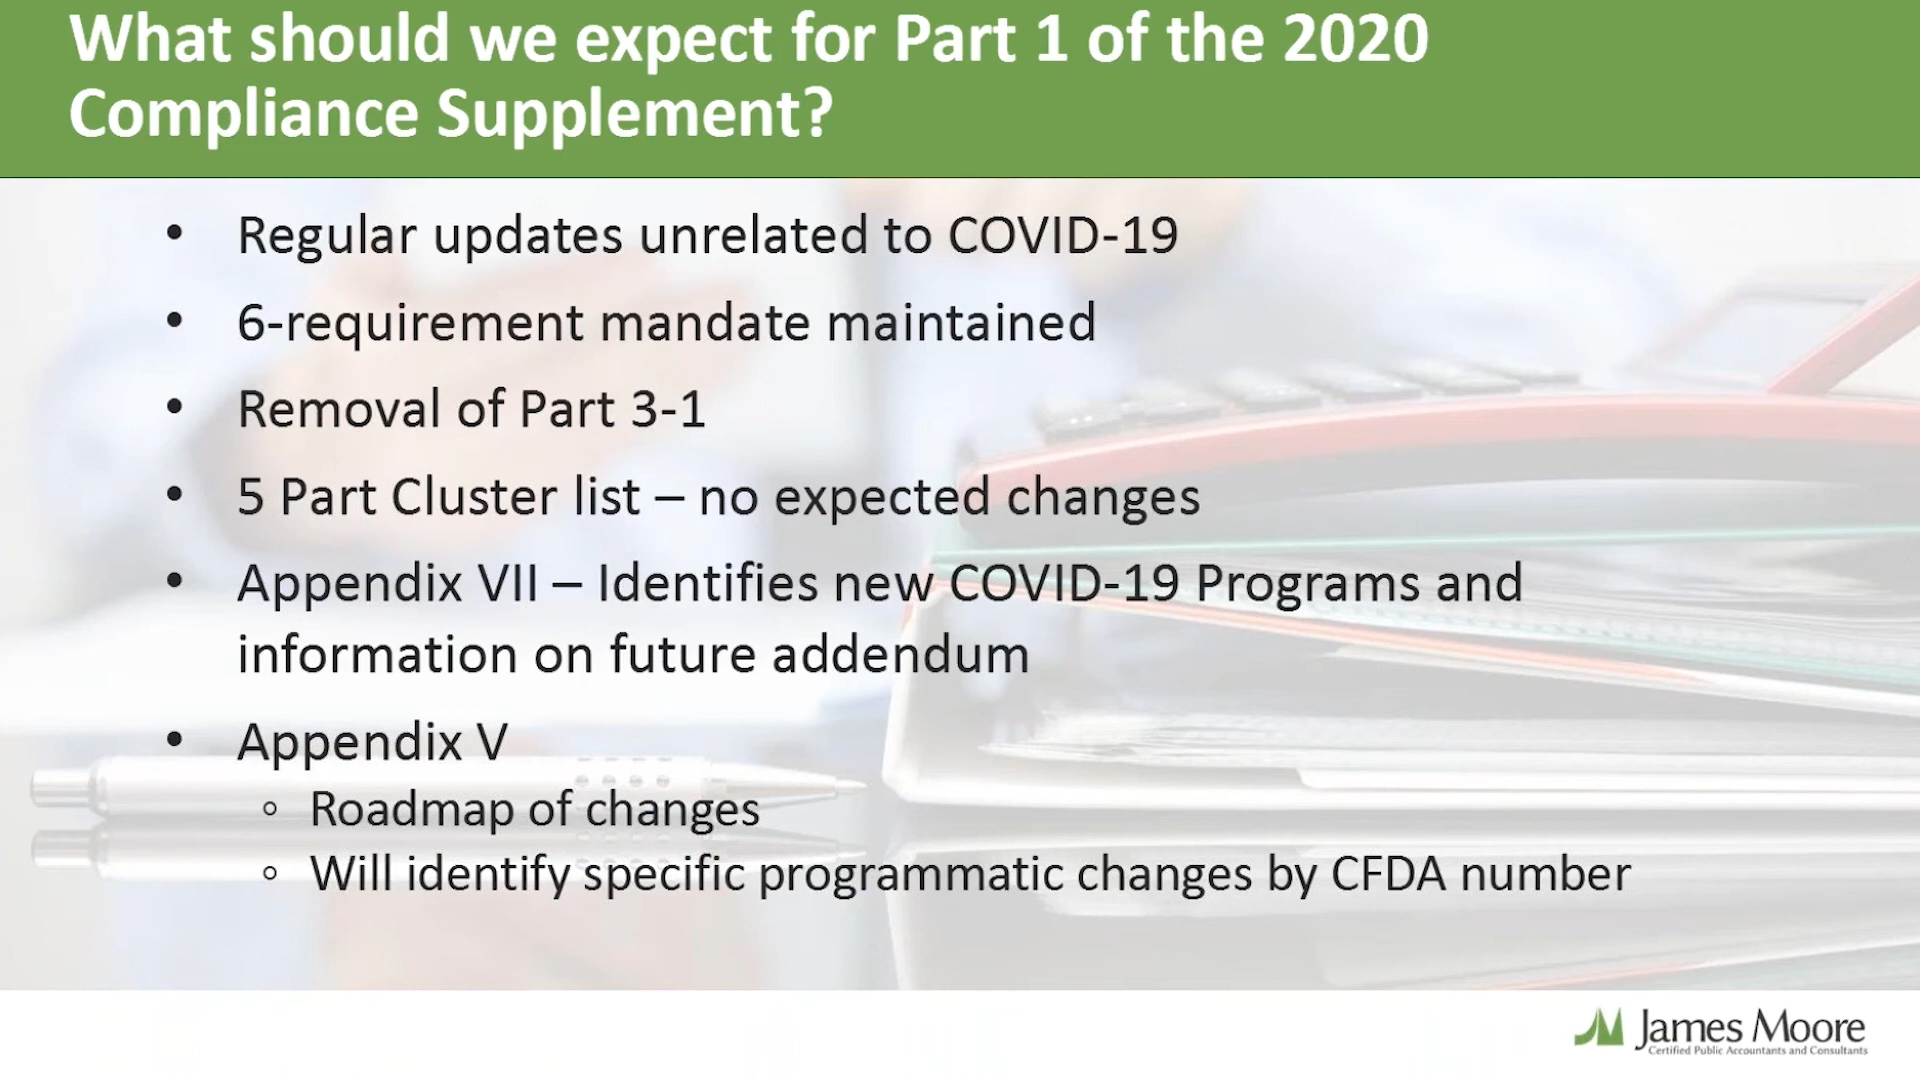 What should we expect for Part 1 of the 2020
Compliance Supplement?
• Regular updates unrelated to COVID-19
• 6-requirement mandate maintained
• Removal of Part 3-1
• 5 Part Cluster list – no expected changes
• Appendix VII – Identifies new COVID-19 Programs and
information on future addendum
• Appendix V
◦ Roadmap of changes
◦ Will identify specific programmatic changes by CFDA number
James Moore
Certified Public Accountants and Consultants